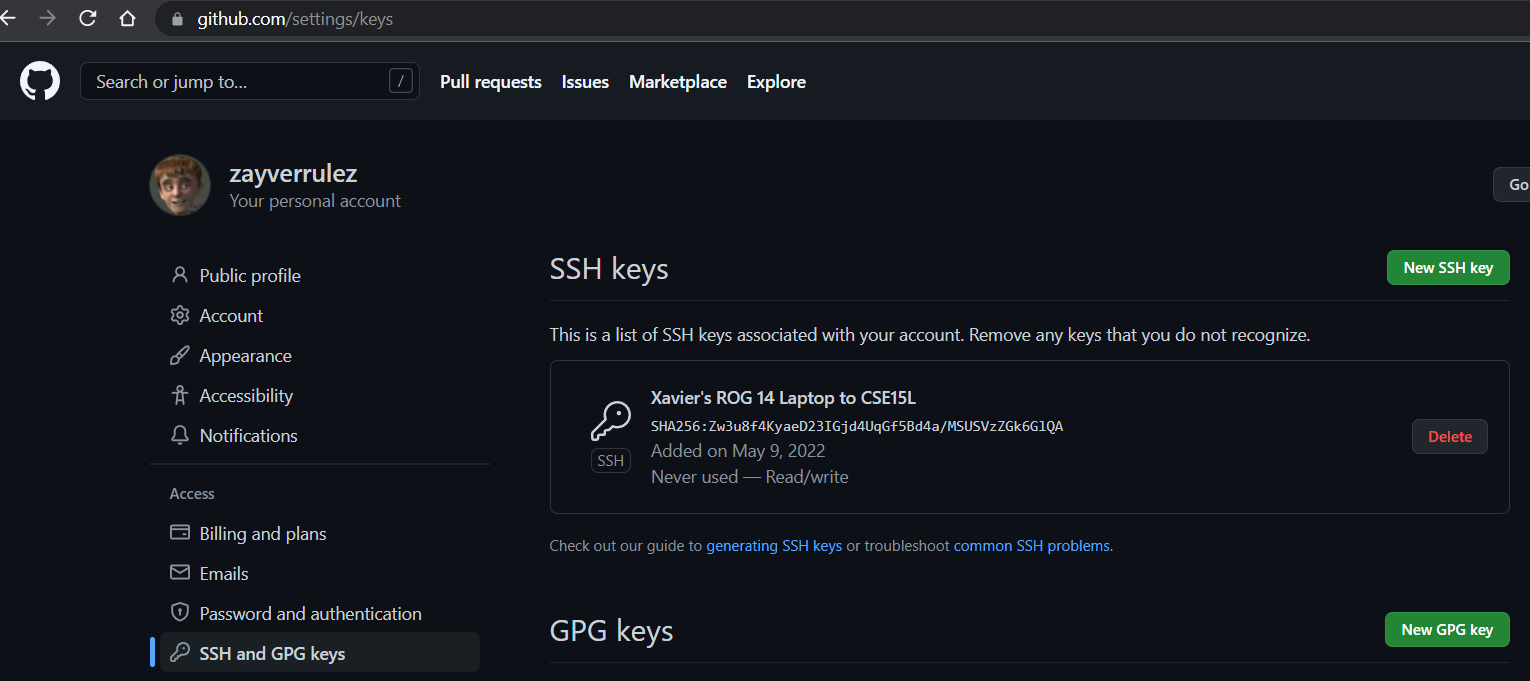 github.com/settings/keys
Search or jump to... /
Pull requests Issues Marketplace Explore
zayverrulez
Your personal account
Go
Public profile
Account
Appearance
Accessibility
Notifications
Access
Billing and plans
Emails
Password and authentication
SSH and GPG keys
SSH keys
New SSH key
This is a list of SSH keys associated with your account. Remove any keys that you do not recognize.
Xavier's ROG 14 Laptop to CSE15L
SHA256:Zw3u8f4KyaeD23IGjd4UqGf5Bd4a/MSUSVzZGk6GlQA
Added on May 9, 2022
Never used — Read/write
SSH
Delete
Check out our guide to generating SSH keys or troubleshoot common SSH problems.
GPG keys
New GPG key